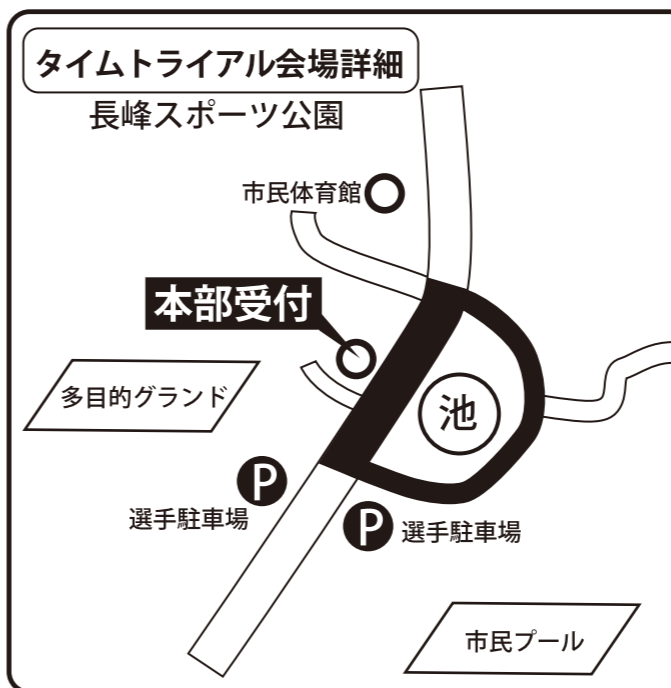 タイムトライアル会場詳細
長峰スポーツ公園
市民体育館
本部受付
多目的グランド
池
P
選手駐車場
P
選手駐車場
市民プール